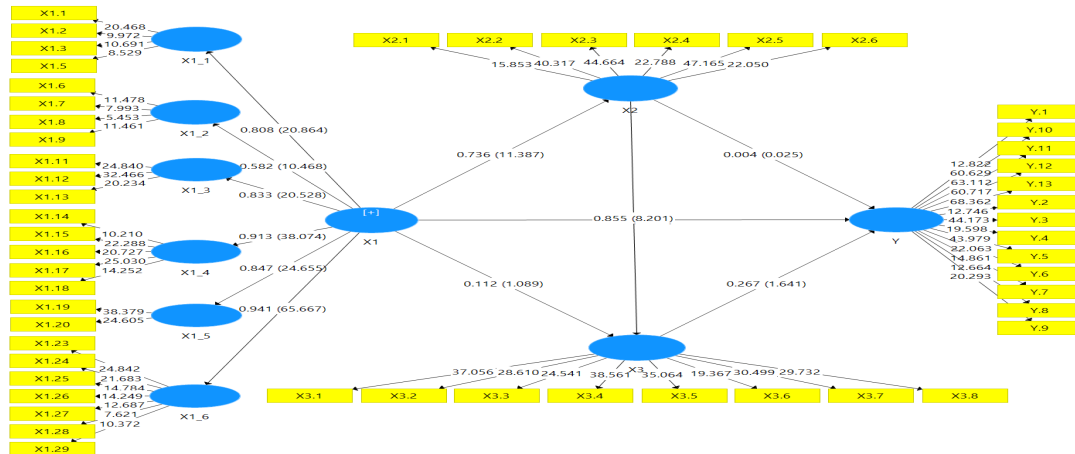 X1.1
X1.2
X1.3
X1.5
20.468
9.972
10.691
8.529
X1_1
X1.6
X1.7
X1.8
X1.9
11.478
7.993
5.453
11.461
X1_2
X1.11
X1.12
X1.13
24.840
32.466
20.234
X1_3
X1.14
X1.15
X1.16
X1.17
X1.18
10.210
22.288
20.727
25.030
14.252
X1_4
X1.19
X1.20
38.379
24.605
X1_5
X1.23
X1.24
X1.25
X1.26
X1.27
X1.28
X1.29
24.842
21.683
14.784
14.249
12.687
7.621
10.372
X1_6
0.808 (20.864)
0.582 (10.468)
0.833 (20.528)
0.913 (38.074)
0.847 (24.655)
0.941 (65.667)
[+]
X1
X2.1 X2.2 X2.3 X2.4 X2.5 X2.6
15.853 40.317 44.664 22.788 47.165 22.050
X2
0.736 (11.387)
0.004 (0.025)
0.855 (8.201)
0.112 (1.089)
0.267 (1.641)
X3
37.056 28.610 24.541 38.561 35.064 19.367 30.499 29.732
X3.1 X3.2 X3.3 X3.4 X3.5 X3.6 X3.7 X3.8
Y
12.822
60.629
63.112
60.717
68.362
12.746
44.173
19.598
43.979
22.063
14.861
12.664
20.293
Y.1
Y.10
Y.11
Y.12
Y.13
Y.2
Y.3
Y.4
Y.5
Y.6
Y.7
Y.8
Y.9